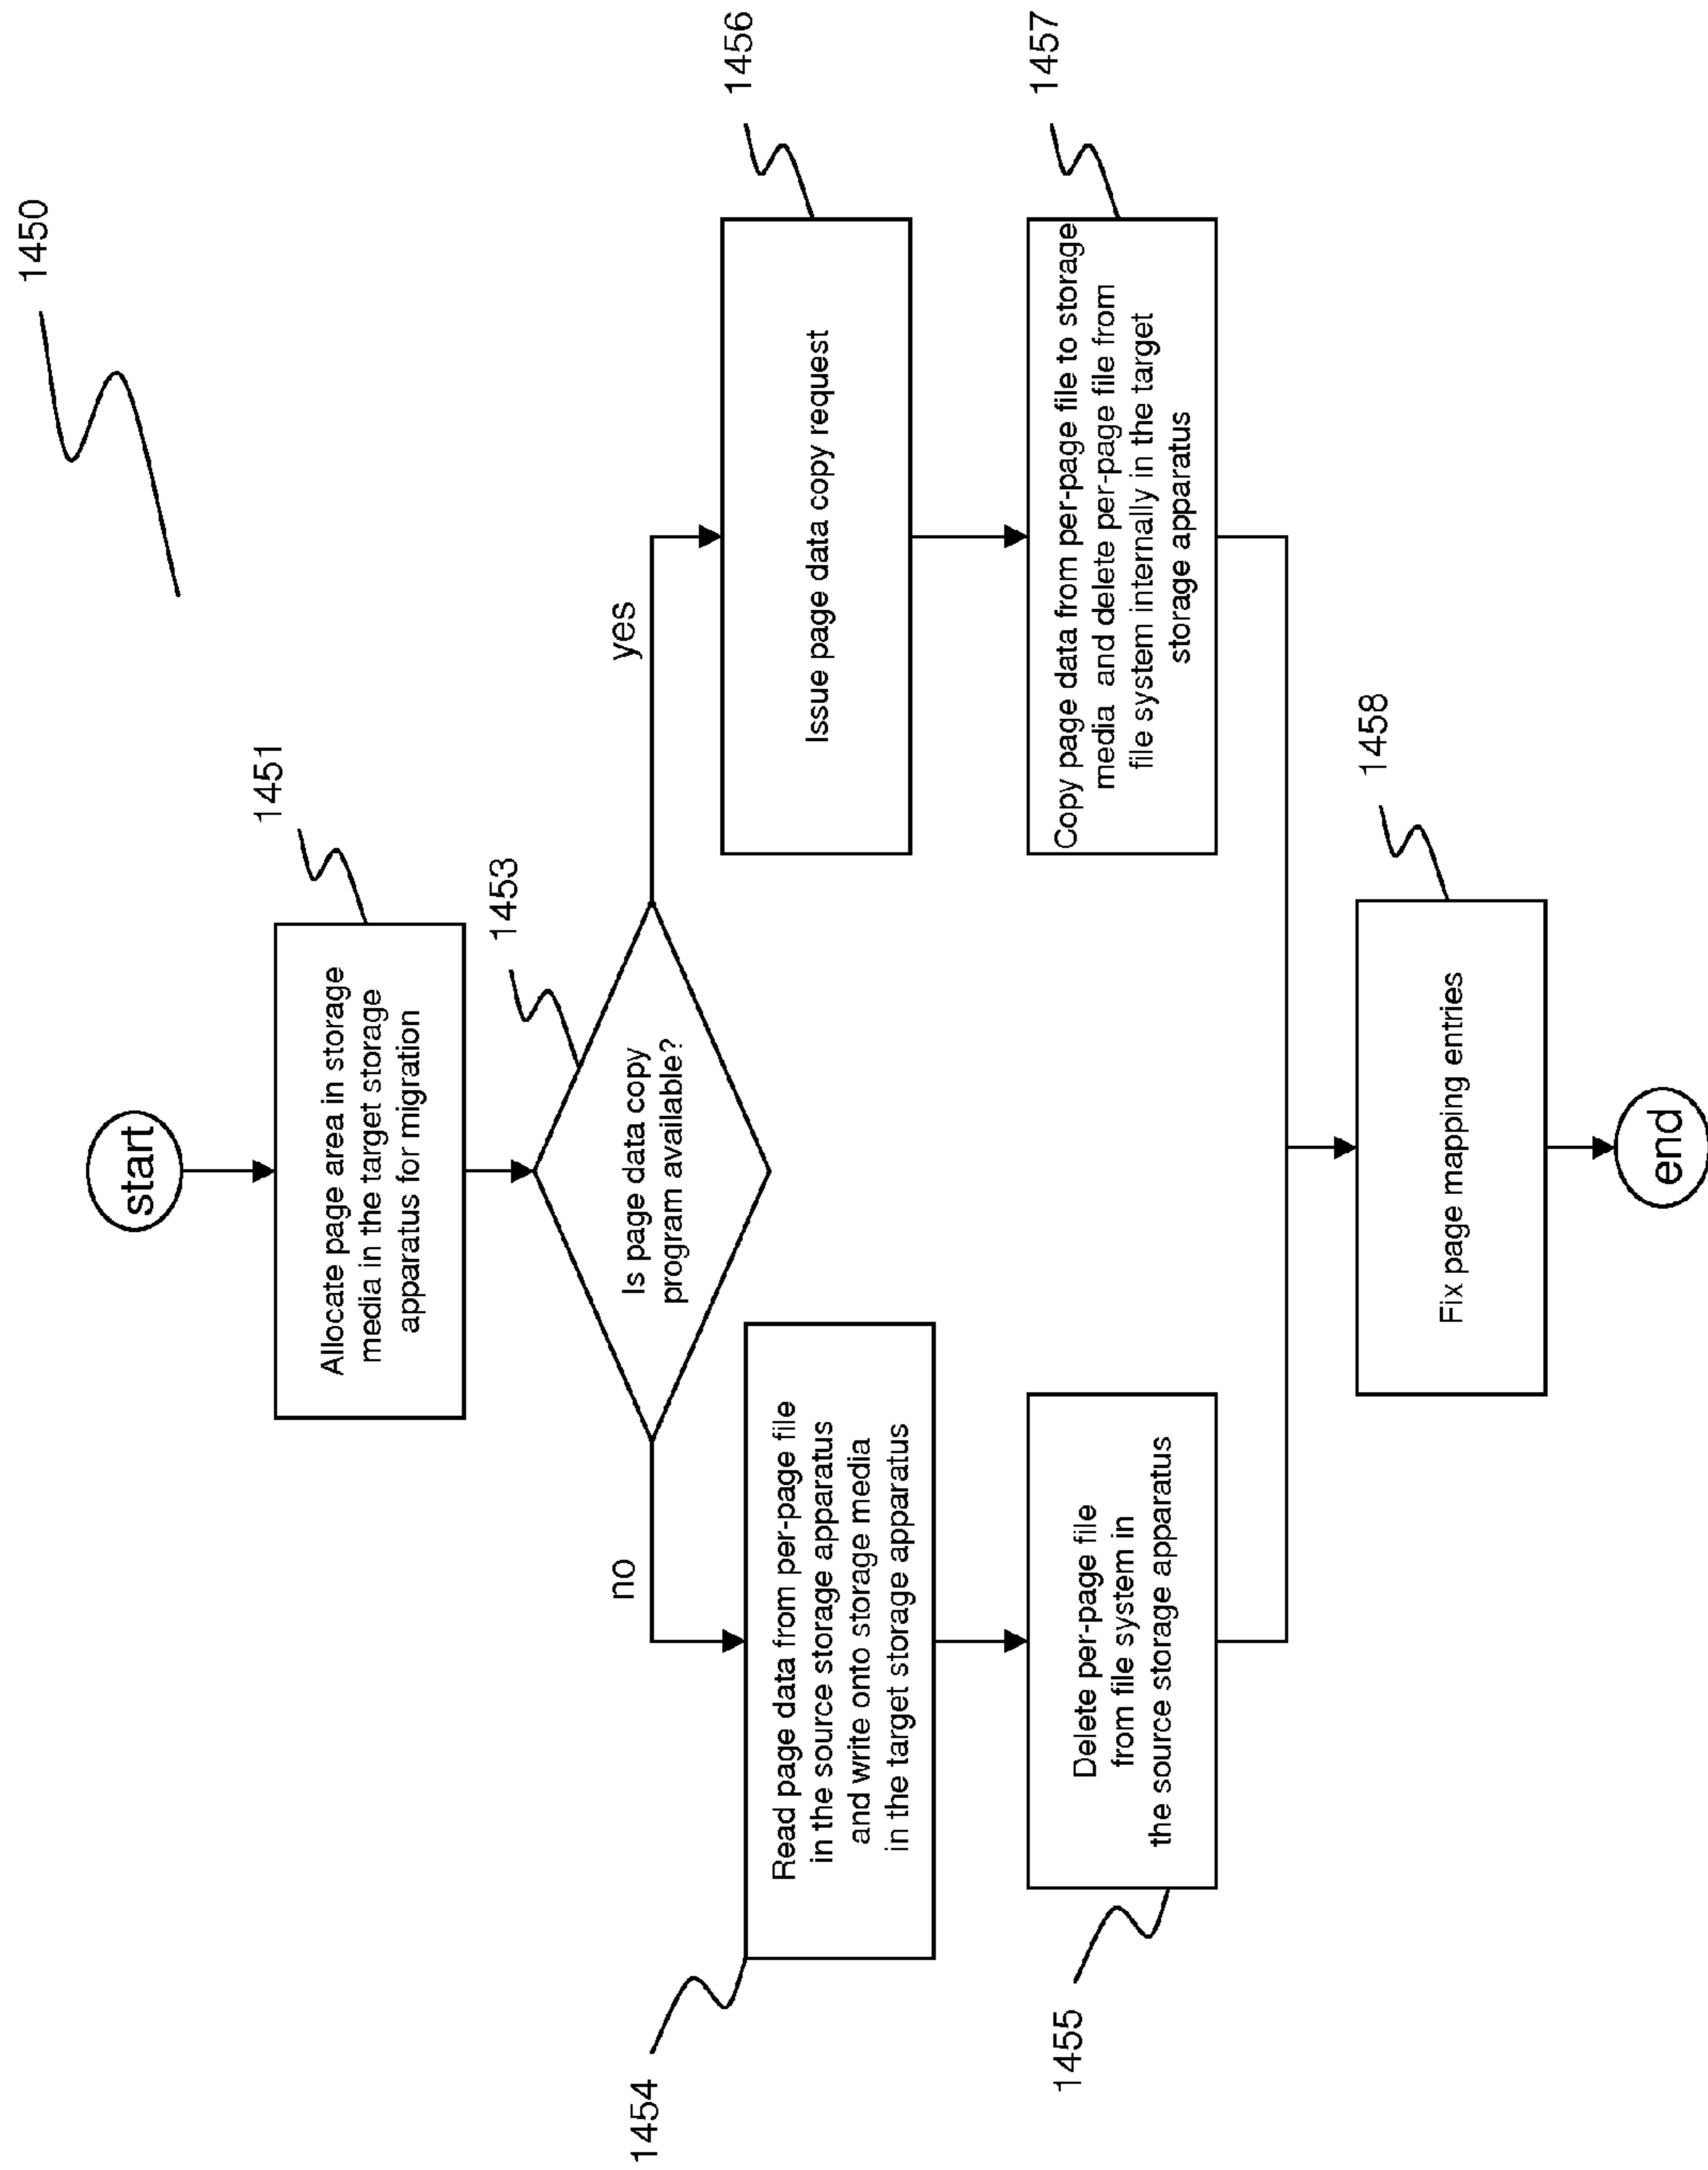 1450
start
1451
Allocate page area in storage
media in the target storage
apparatus for migration
1453
Is page data copy
program available?
no
yes
1454
Read page data from per-page file
in the source storage apparatus
and write onto storage media
in the target storage apparatus
1456
Issue page data copy request
1455
Delete per-page file
from file system in
the source storage apparatus
1457
Copy page data from per-page file to storage
media and delete per-page file from
file system internally in the target
storage apparatus
1458
Fix page mapping entries
end